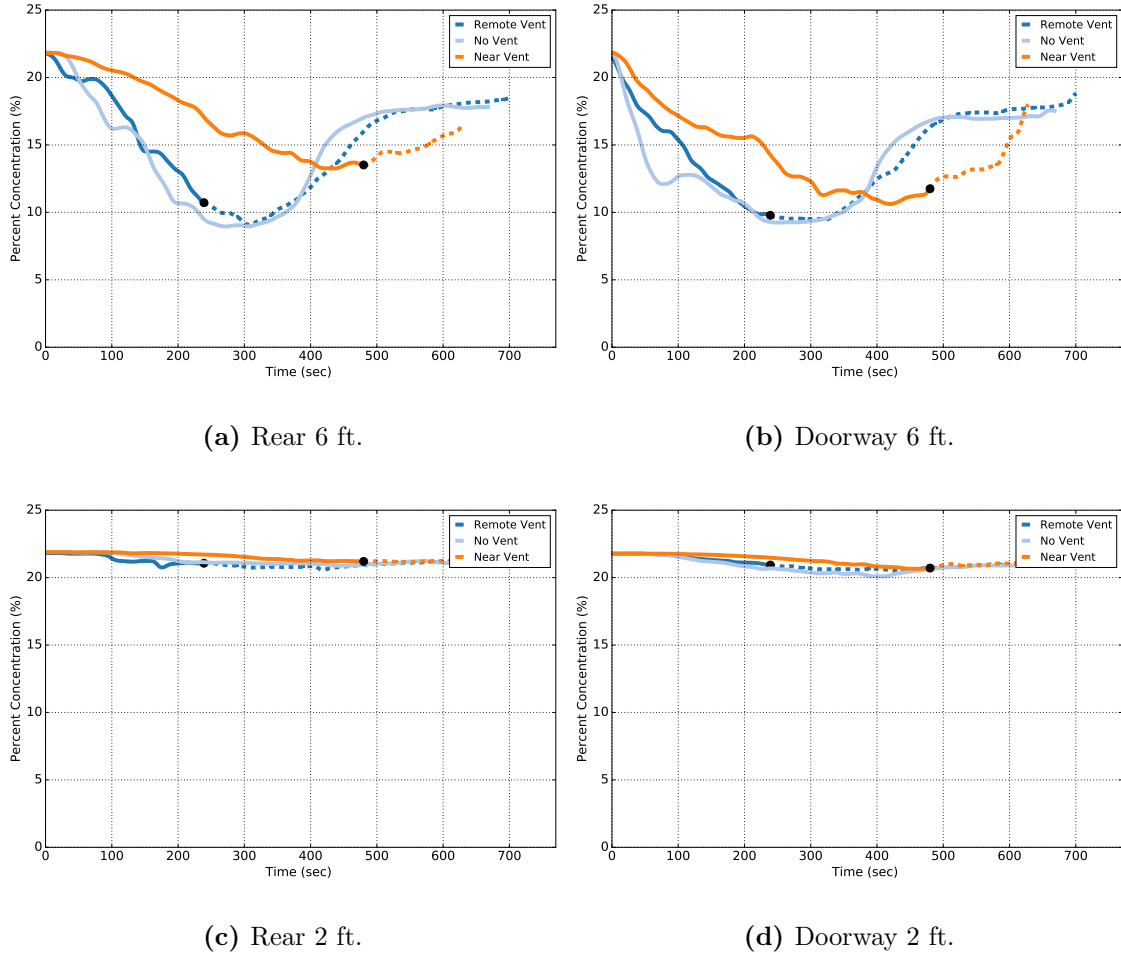 25
20
15
10
5
0
Percent Concentration (%)
0 100 200 300 400 500 600 700
Time (sec)
Remote Vent
No Vent
Near Vent
(a) Rear 6 ft.
25
20
15
10
5
0
Percent Concentration (%)
0 100 200 300 400 500 600 700
Time (sec)
Remote Vent
No Vent
Near Vent
(b) Doorway 6 ft.
25
20
15
10
5
0
Percent Concentration (%)
0 100 200 300 400 500 600 700
Time (sec)
Remote Vent
No Vent
Near Vent
(c) Rear 2 ft.
25
20
15
10
5
0
Percent Concentration (%)
0 100 200 300 400 500 600 700
Time (sec)
Remote Vent
No Vent
Near Vent
(d) Doorway 2 ft.